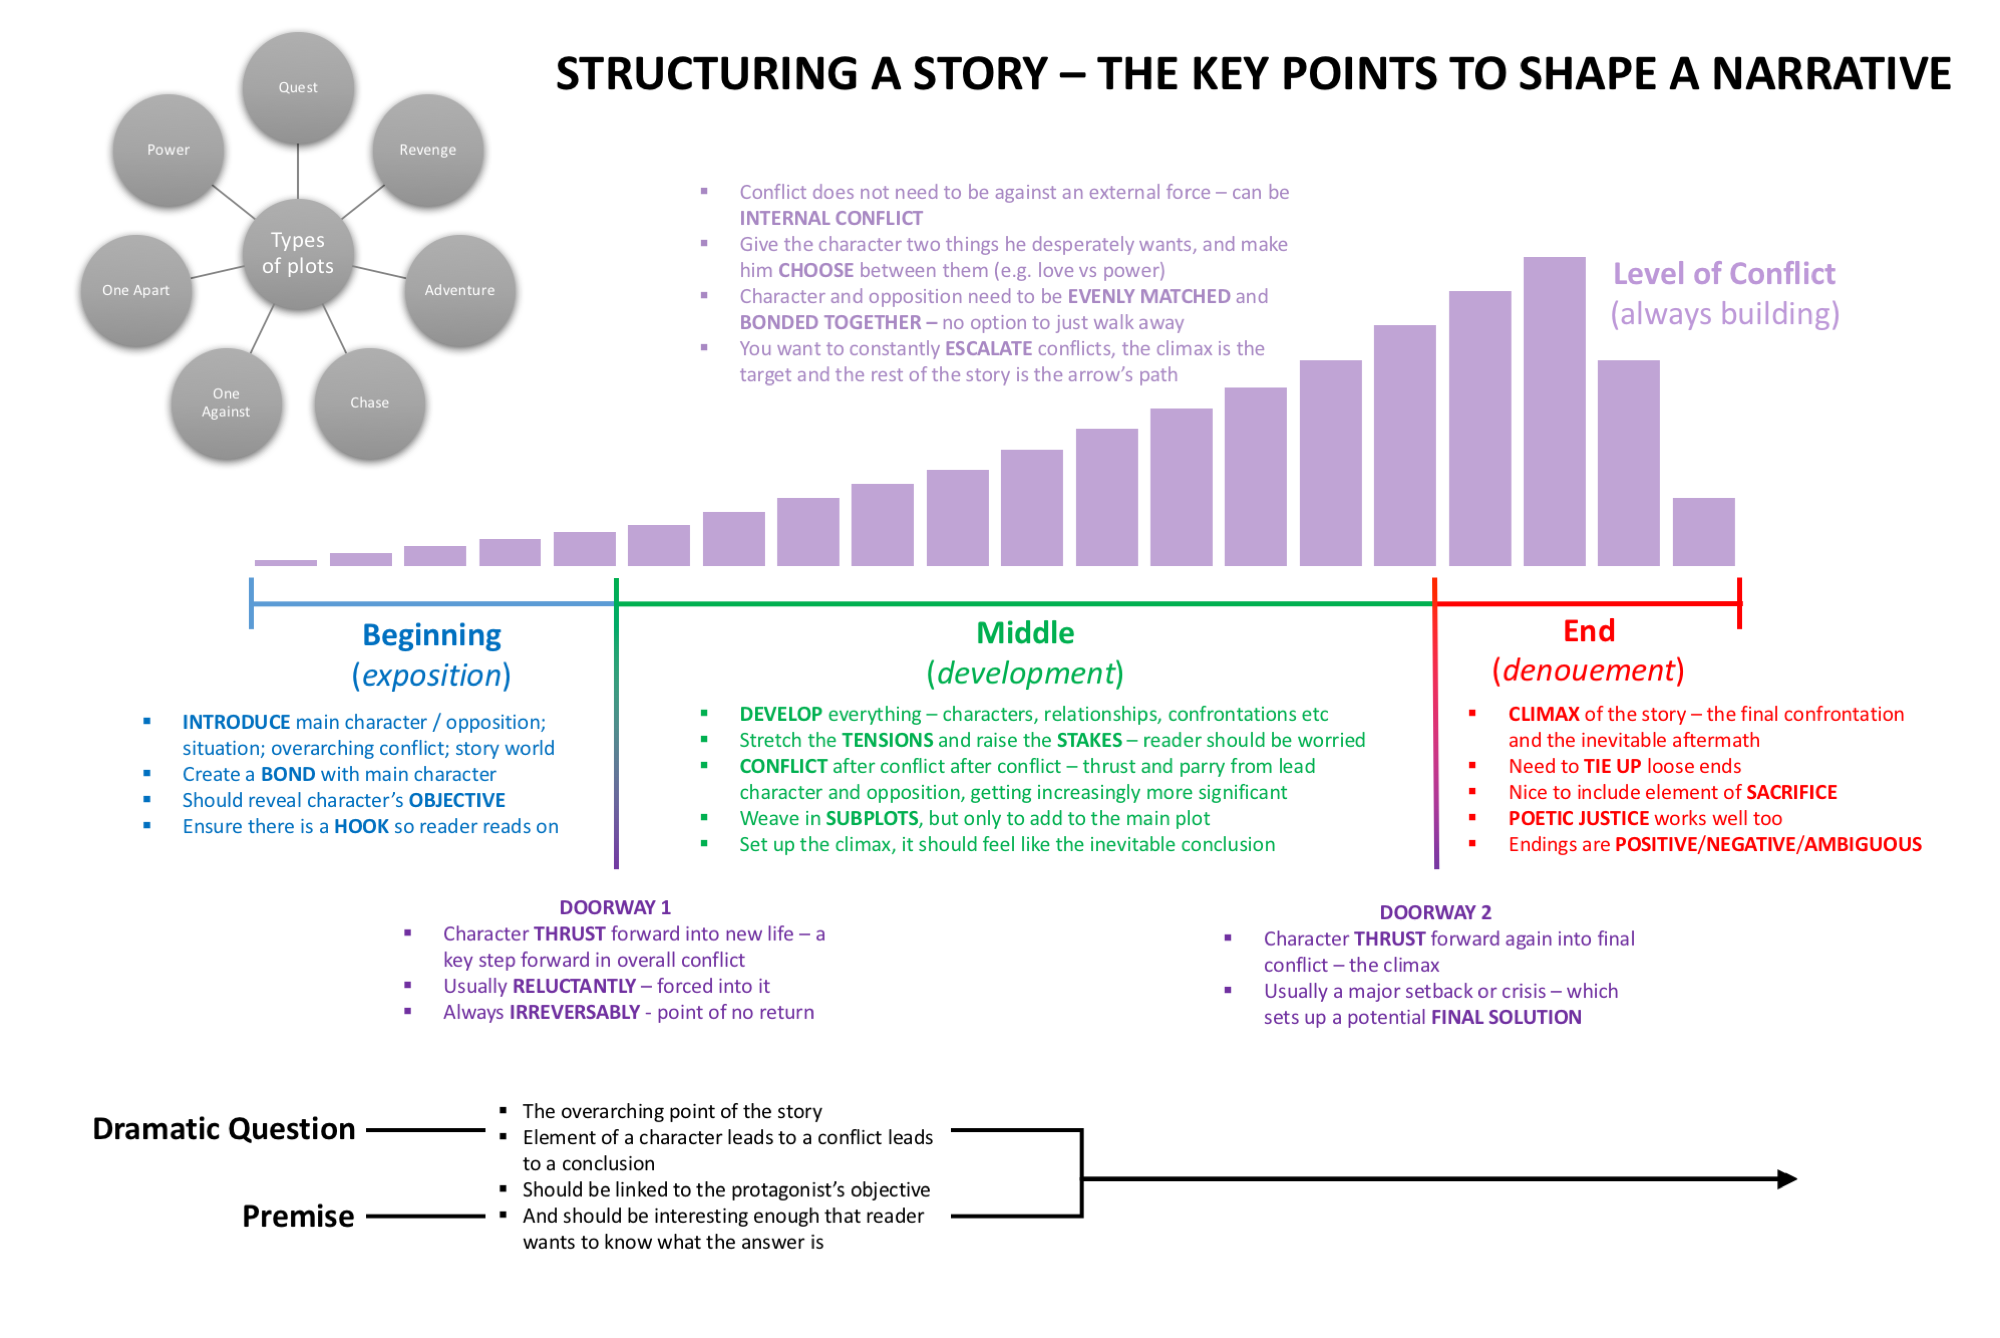 STRUCTURING A STORY – THE KEY POINTS TO SHAPE A NARRATIVE
Types
of plots
Quest
Revenge
Adventure
Chase
One
Against
One Apart
Power
▪ Conflict does not need to be against an external force – can be
INTERNAL CONFLICT
▪ Give the character two things he desperately wants, and make
him CHOOSE between them (e.g. love vs power)
▪ Character and opposition need to be EVENLY MATCHED and
BONDED TOGETHER – no option to just walk away
▪ You want to constantly ESCALATE conflicts, the climax is the
target and the rest of the story is the arrow’s path
Level of Conflict
(always building)
Beginning
(exposition)
▪ INTRODUCE main character / opposition;
situation; overarching conflict; story world
▪ Create a BOND with main character
▪ Should reveal character’s OBJECTIVE
▪ Ensure there is a HOOK so reader reads on
Middle
(development)
▪ DEVELOP everything – characters, relationships, confrontations etc
▪ Stretch the TENSIONS and raise the STAKES – reader should be worried
▪ CONFLICT after conflict after conflict – thrust and parry from lead
character and opposition, getting increasingly more significant
▪ Weave in SUBPLOTS, but only to add to the main plot
▪ Set up the climax, it should feel like the inevitable conclusion
End
(denouement)
▪ CLIMAX of the story – the final confrontation
and the inevitable aftermath
▪ Need to TIE UP loose ends
▪ Nice to include element of SACRIFICE
▪ POETIC JUSTICE works well too
▪ Endings are POSITIVE/NEGATIVE/AMBIGUOUS
DOORWAY 1
▪ Character THRUST forward into new life – a
key step forward in overall conflict
▪ Usually RELUCTANTLY – forced into it
▪ Always IRREVERSABLY - point of no return
DOORWAY 2
▪ Character THRUST forward again into final
conflict – the climax
▪ Usually a major setback or crisis – which
sets up a potential FINAL SOLUTION
Dramatic Question
Premise
▪ The overarching point of the story
▪ Element of a character leads to a conflict leads
to a conclusion
▪ Should be linked to the protagonist’s objective
▪ And should be interesting enough that reader
wants to know what the answer is